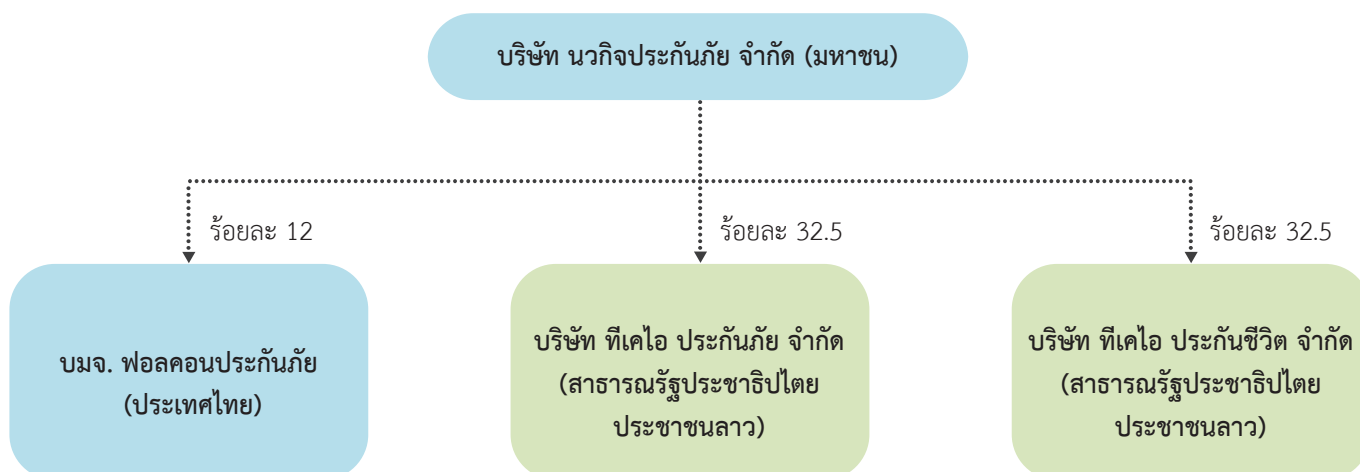 บริษัท นวกิจประกันภัย จำกัด (มหาชน)
ร้อยละ 12
ร้อยละ 32.5
ร้อยละ 32.5
บมจ. ฟอลคอนประกันภัย
(ประเทศไทย)
บริษัท ทีเคไอ ประกันภัย จำกัด
(สาธารณรัฐประชาธิปไตย
ประชาชนลาว)
บริษัท ทีเคไอ ประกันชีวิต จำกัด
(สาธารณรัฐประชาธิปไตย
ประชาชนลาว)